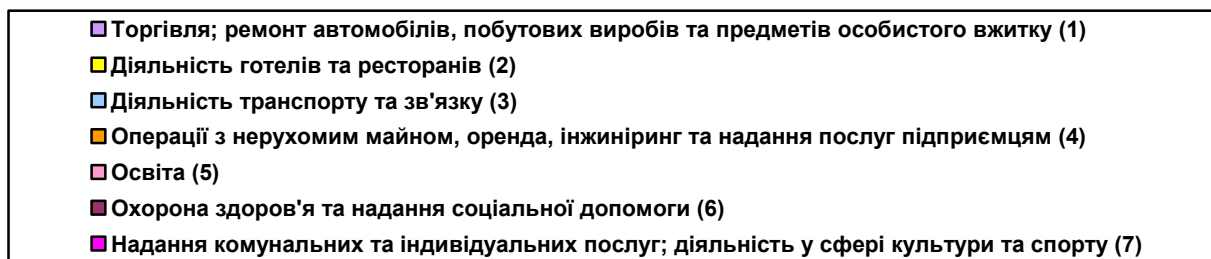 Торгівля; ремонт автомобілів, побутових виробів та предметів особистого вжитку (1)
Діяльність готелів та ресторанів (2)
Діяльність транспорту та зв'язку (3)
Операції з нерухомим майном, оренда, інжиніринг та надання послуг підприємцям (4)
Освіта (5)
Охорона здоров'я та надання соціальної допомоги (6)
Надання комунальних та індивідуальних послуг; діяльність у сфері культури та спорту (7)